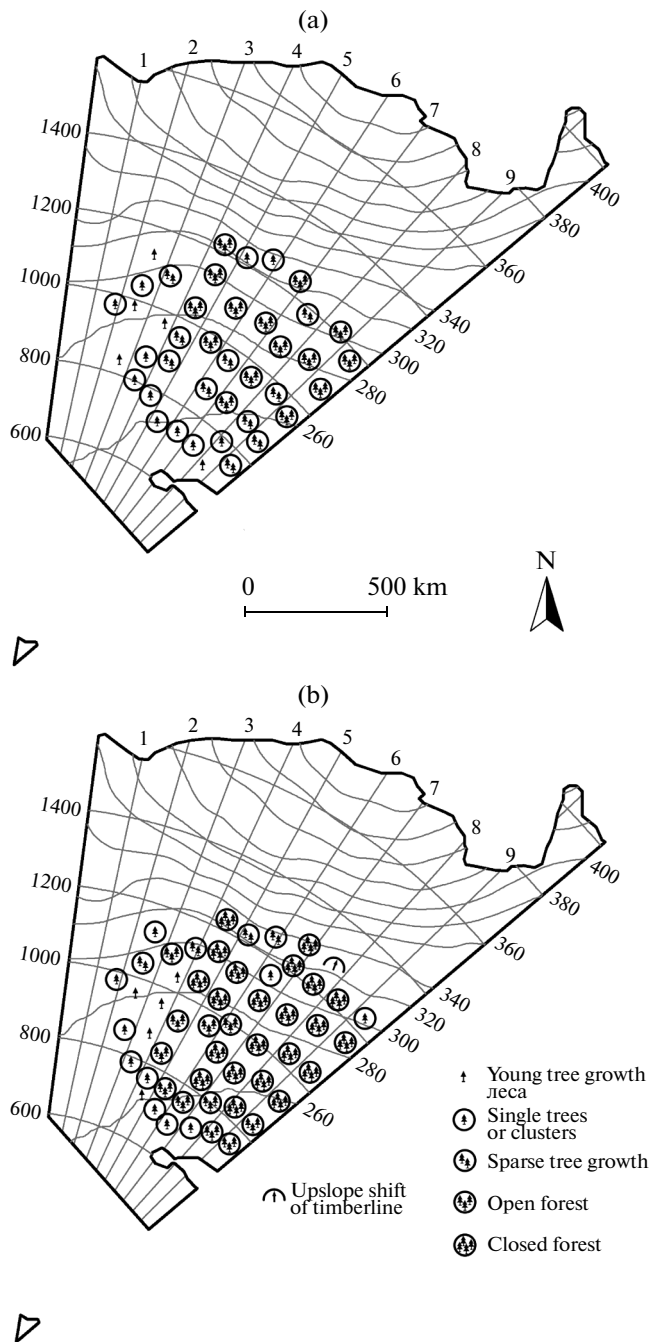 (a)
1 2 3 4 5 6 7 8 9
1400
1200
1000
800
600
400
380
360
340
320
300
280
260
0 500 km
N
(b)
1 2 3 4 5 6 7 8 9
1400
1200
1000
800
600
400
380
360
340
320
300
280
260
Young tree growth
леса
Single trees
or clusters
Sparse tree growth
Upslope shift
of timberline
Open forest
Closed forest